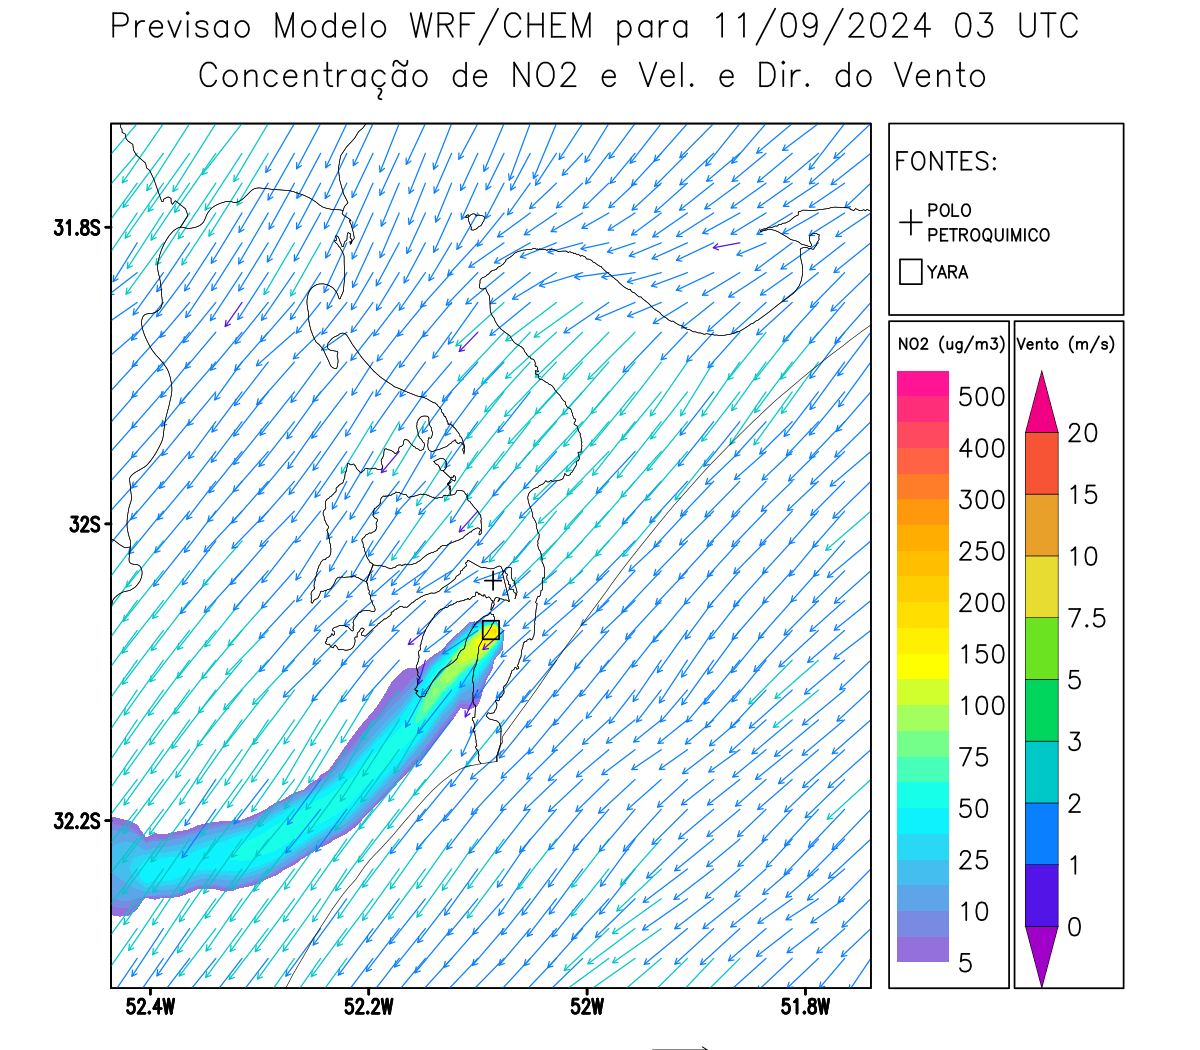 Previsao Modelo WRF/CHEM para 11/09/2024 03 UTC
Concentração de NO2 e Vel. e Dir. do Vento
FONTES:
POLO
PETROQUIMICO
YARA
31.8S
32S
32.2S
52.4W
52.2W
52W
51.8W
NO2 (ug/m3)
500
400
300
250
200
150
100
75
50
25
10
5
Vento (m/s)
20
15
10
7.5
5
3
2
1
0